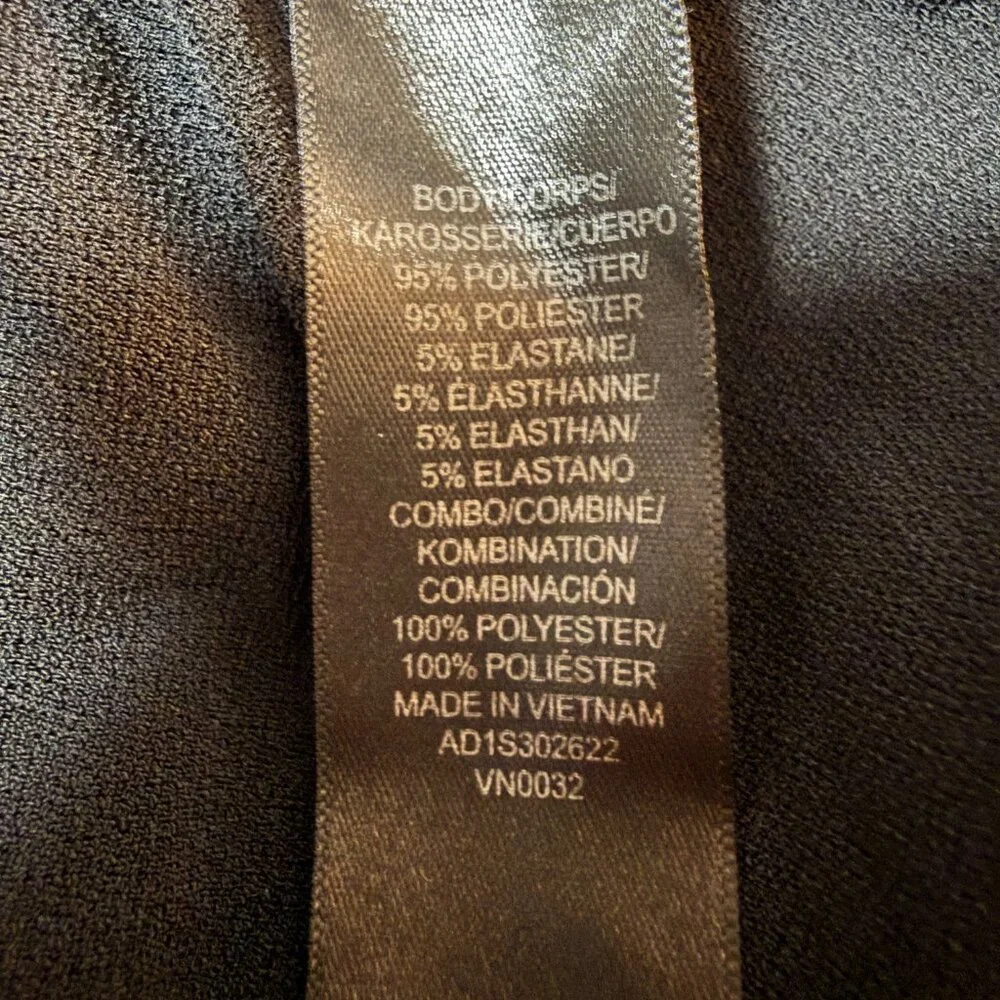 BODY/CORPS/
KAROSSERIE/CUERPO
95% POLYESTER/
95% POLIÉSTER
5% ELASTANE/
5% ÉLASTHANNE/
5% ELASTHAN/
5% ELASTANO
COMBO/COMBINÉ/
KOMBINATION/
COMBINACIÓN
100% POLYESTER/
100% POLIÉSTER
MADE IN VIETNAM
AD1S302622
VN0032